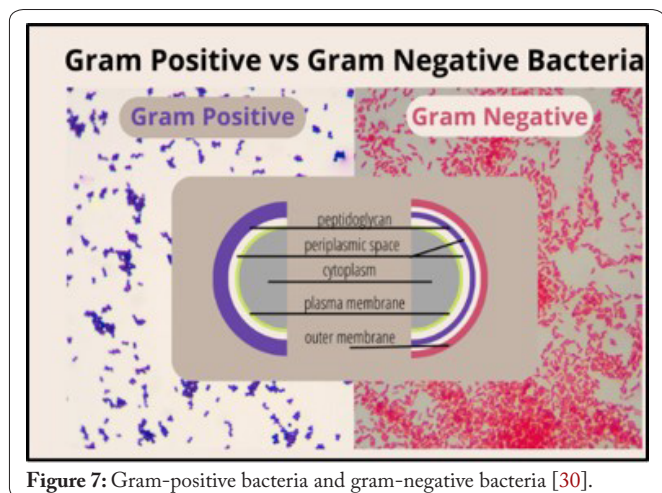 Gram Positive vs Gram Negative Bacteria
Gram Positive
Gram Negative
peptidoglycan
periplasmic space
cytoplasm
plasma membrane
outer membrane
Figure 7: Gram-positive bacteria and gram-negative bacteria [30].